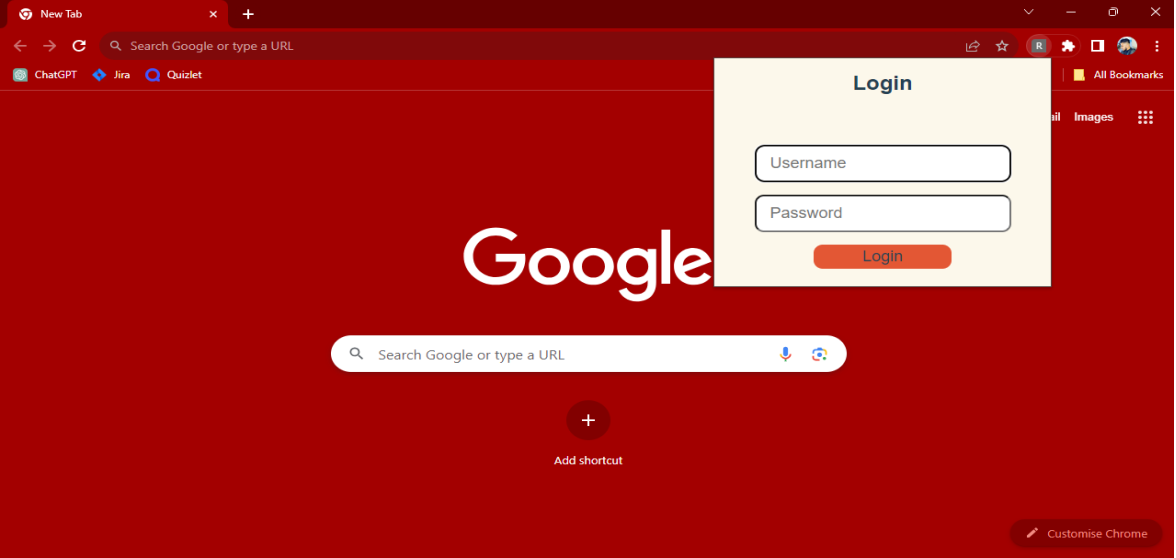 New Tab
Search Google or type a URL
R
ChatGPT Jira Quizlet All Bookmarks
Login
Images
Username
Password
Login
Google
Search Google or type a URL
Add shortcut
Customise Chrome